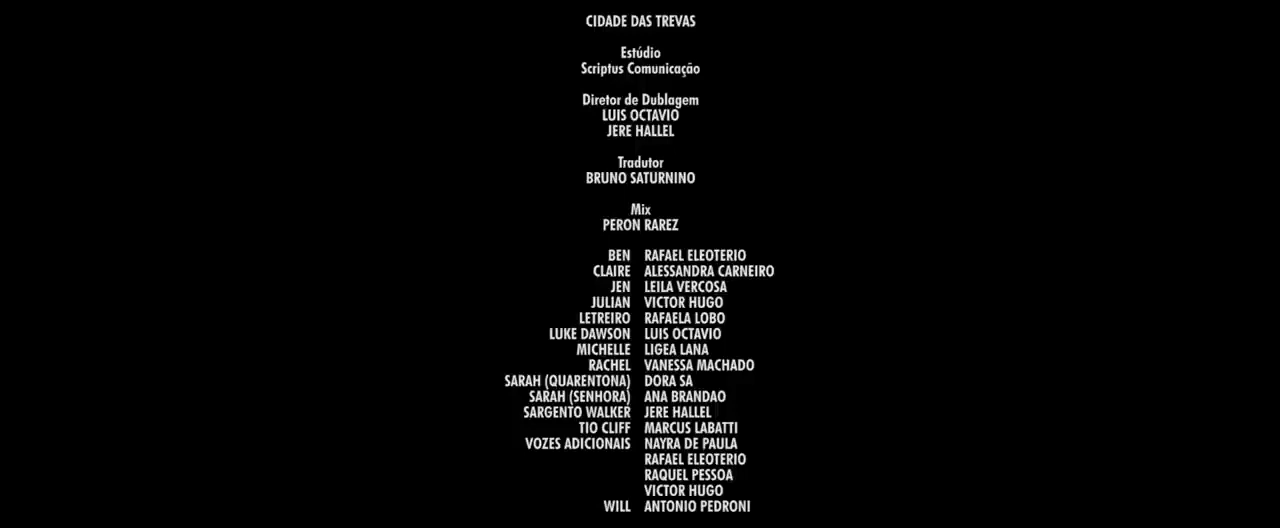 CIDADE DAS TREVAS
Estúdio
Scriptus Comunicação
Diretor de Dublagem
LUIS OCTAVIO
JERE HALLEL
Tradutor
BRUNO SATURNINO
Mix
PERON RAREZ
BEN RAFAEL ELEOTERIO
CLAIRE ALESSANDRA CARNEIRO
JEN LEILA VERCOSA
JULIAN VICTOR HUGO
LETREIRO RAFAELA LOBO
LUKE DAWSON LUIS OCTAVIO
MICHELLE LIGEA LANA
RACHEL VANESSA MACHADO
SARAH (QUARENTONA) DORA SA
SARAH (SENHORA) ANA BRANDAO
SARGENTO WALKER JERE HALLEL
TIO CLIFF MARCUS LABATTI
VOZES ADICIONAIS NAYRA DE PAULA
RAFAEL ELEOTERIO
RAQUEL PESSOA
VICTOR HUGO
WILL ANTONIO PEDRONI